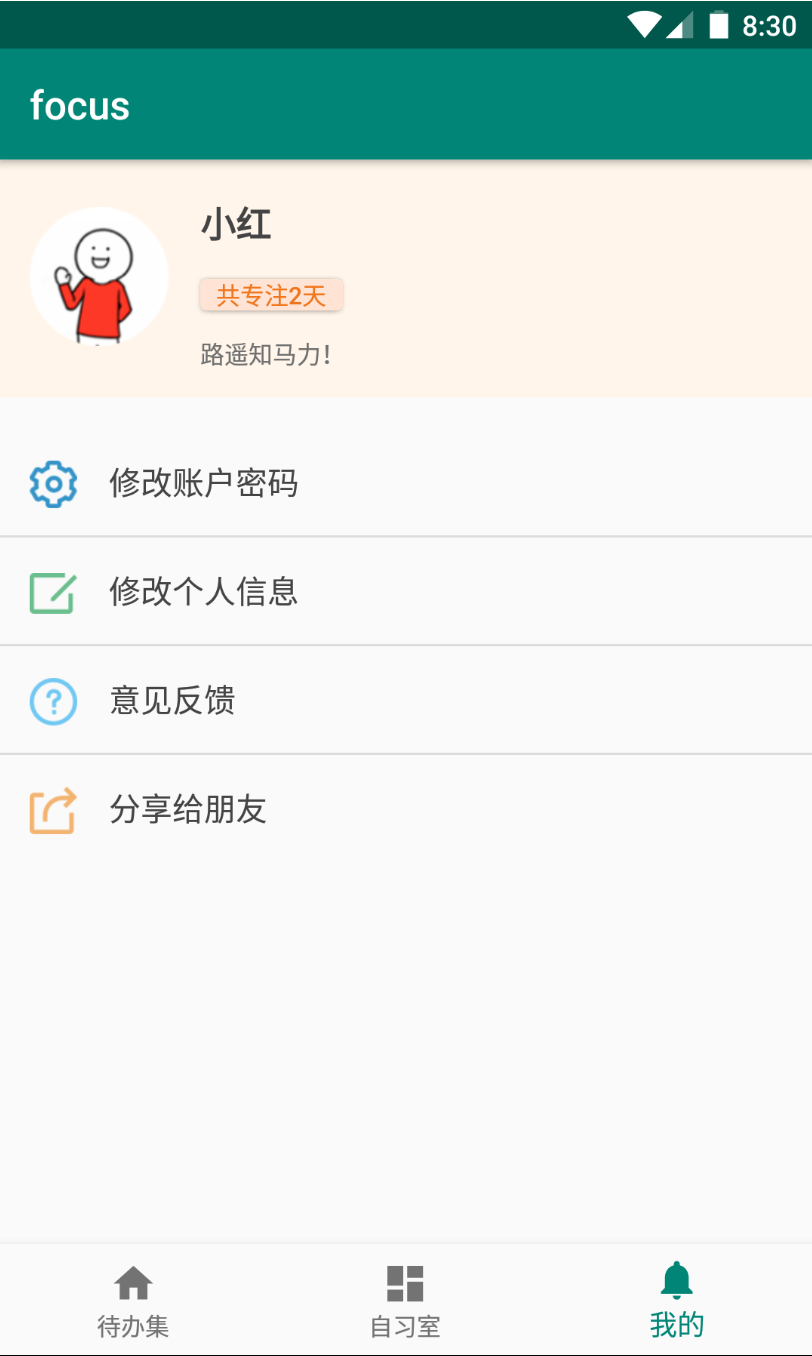 8:30
focus
小红
共专注2天
路遥知马力!
修改账户密码
修改个人信息
意见反馈
分享给朋友
待办集
自习室
我的